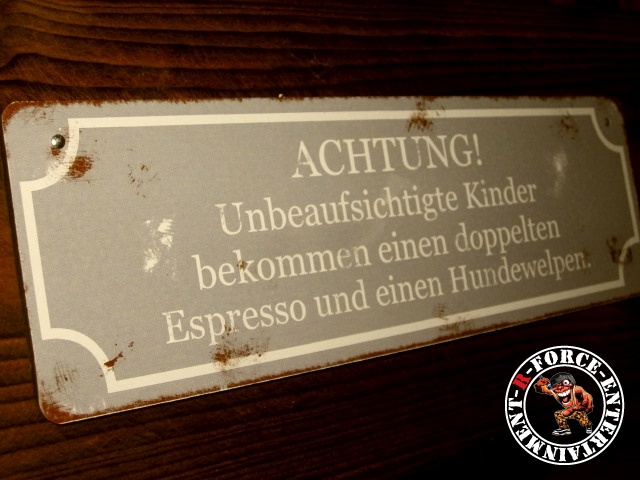 ACHTUNG!
Unbeaufsichtigte Kinder
bekommen einen doppelten
Espresso und einen Hundewelpen.
R-FORCE-ENTERTAINMENT-